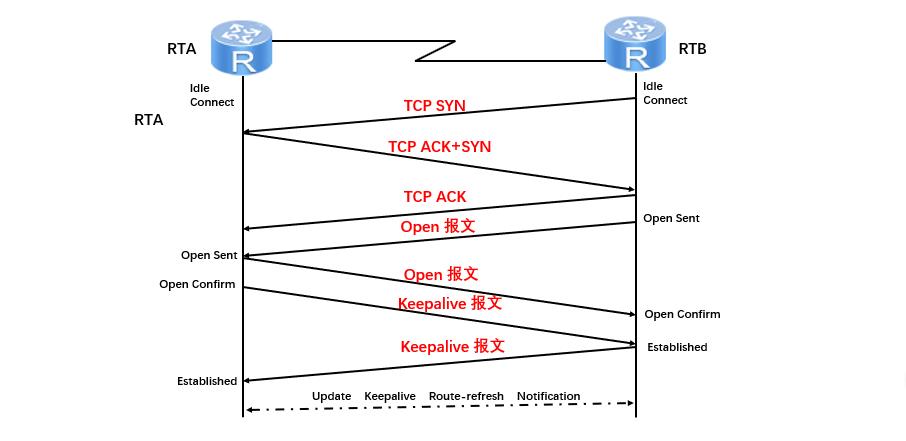 RTA
R
R
RTB
Idle
Connect
Idle
Connect
TCP SYN
RTA
TCP ACK+SYN
TCP ACK
Open Sent
Open 报文
Open Sent
Open 报文
Open Confirm
Keepalive 报文
Open Confirm
Keepalive 报文
Established
Established
Update Keepalive Route-refresh Notification